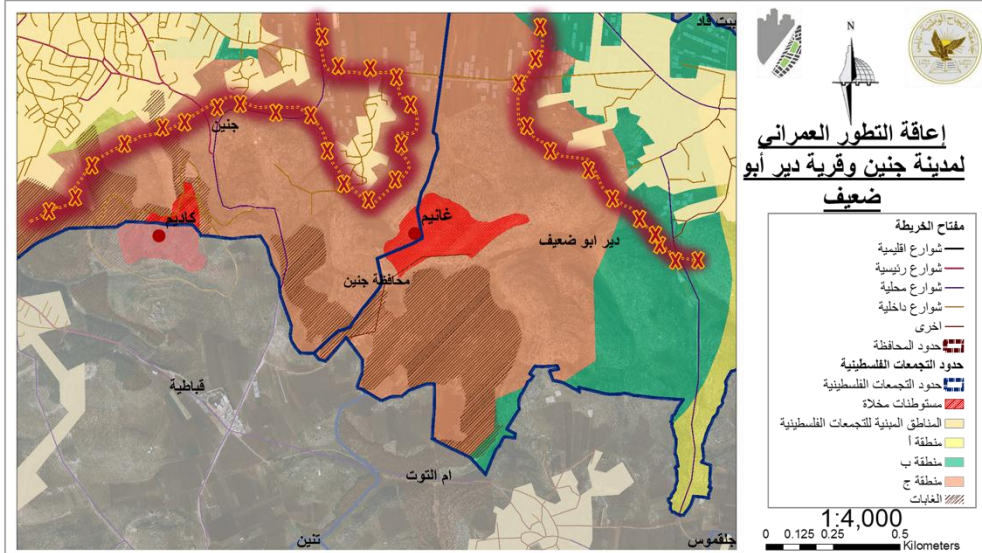 بيت قاد
جنين
كاديم
غانيم
دير ابو ضعيف
محافظة جنين
قباطية
ام التوت
تنين
جلقموس
N
إعاقة التطور العمراني
لمدينة جنين وقرية دير أبو
ضعيف
مفتاح الخريطة
شوارع اقليمية
شوارع رئيسية
شوارع محلية
شوارع داخلية
اخرى
حدود المحافظة
حدود التجمعات الفلسطينية
حدود التجمعات الفلسطينية
مستوطنات مخلاة
المناطق المبنية للتجمعات الفلسطينية
منطقة أ
منطقة ب
منطقة ج
الغابات
1:4,000
0 0.125 0.25 0.5
Kilometers